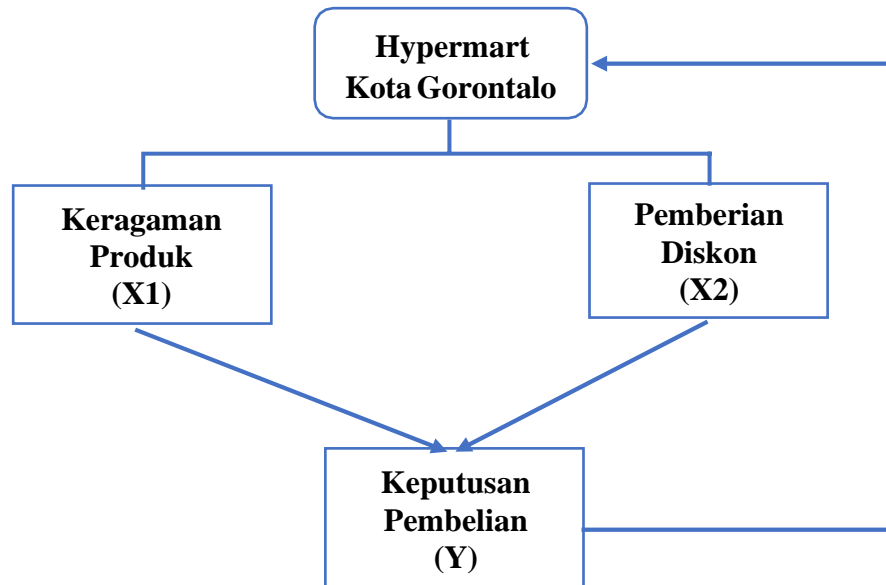 Hypermart
Kota Gorontalo
Keragaman
Produk
(X1)
Pemberian
Diskon
(X2)
Keputusan
Pembelian
(Y)